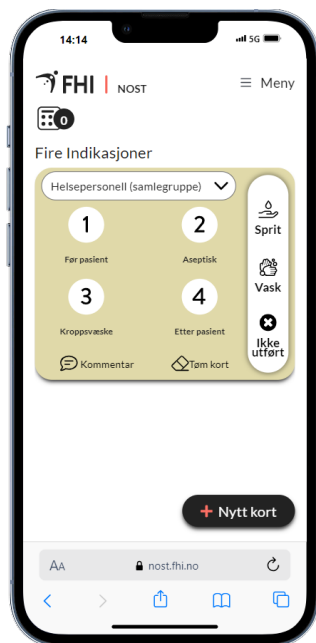 14:14
5G
FHI | NOST
Meny
0
Fire Indikasjoner
Helsepersonell (samlegruppe)
1
2
Før pasient
Aseptisk
3
4
Kroppsvæske
Etter pasient
Kommentar
Tøm kort
Sprit
Vask
Ikke
utført
+ Nytt kort
AA
nost.fhi.no